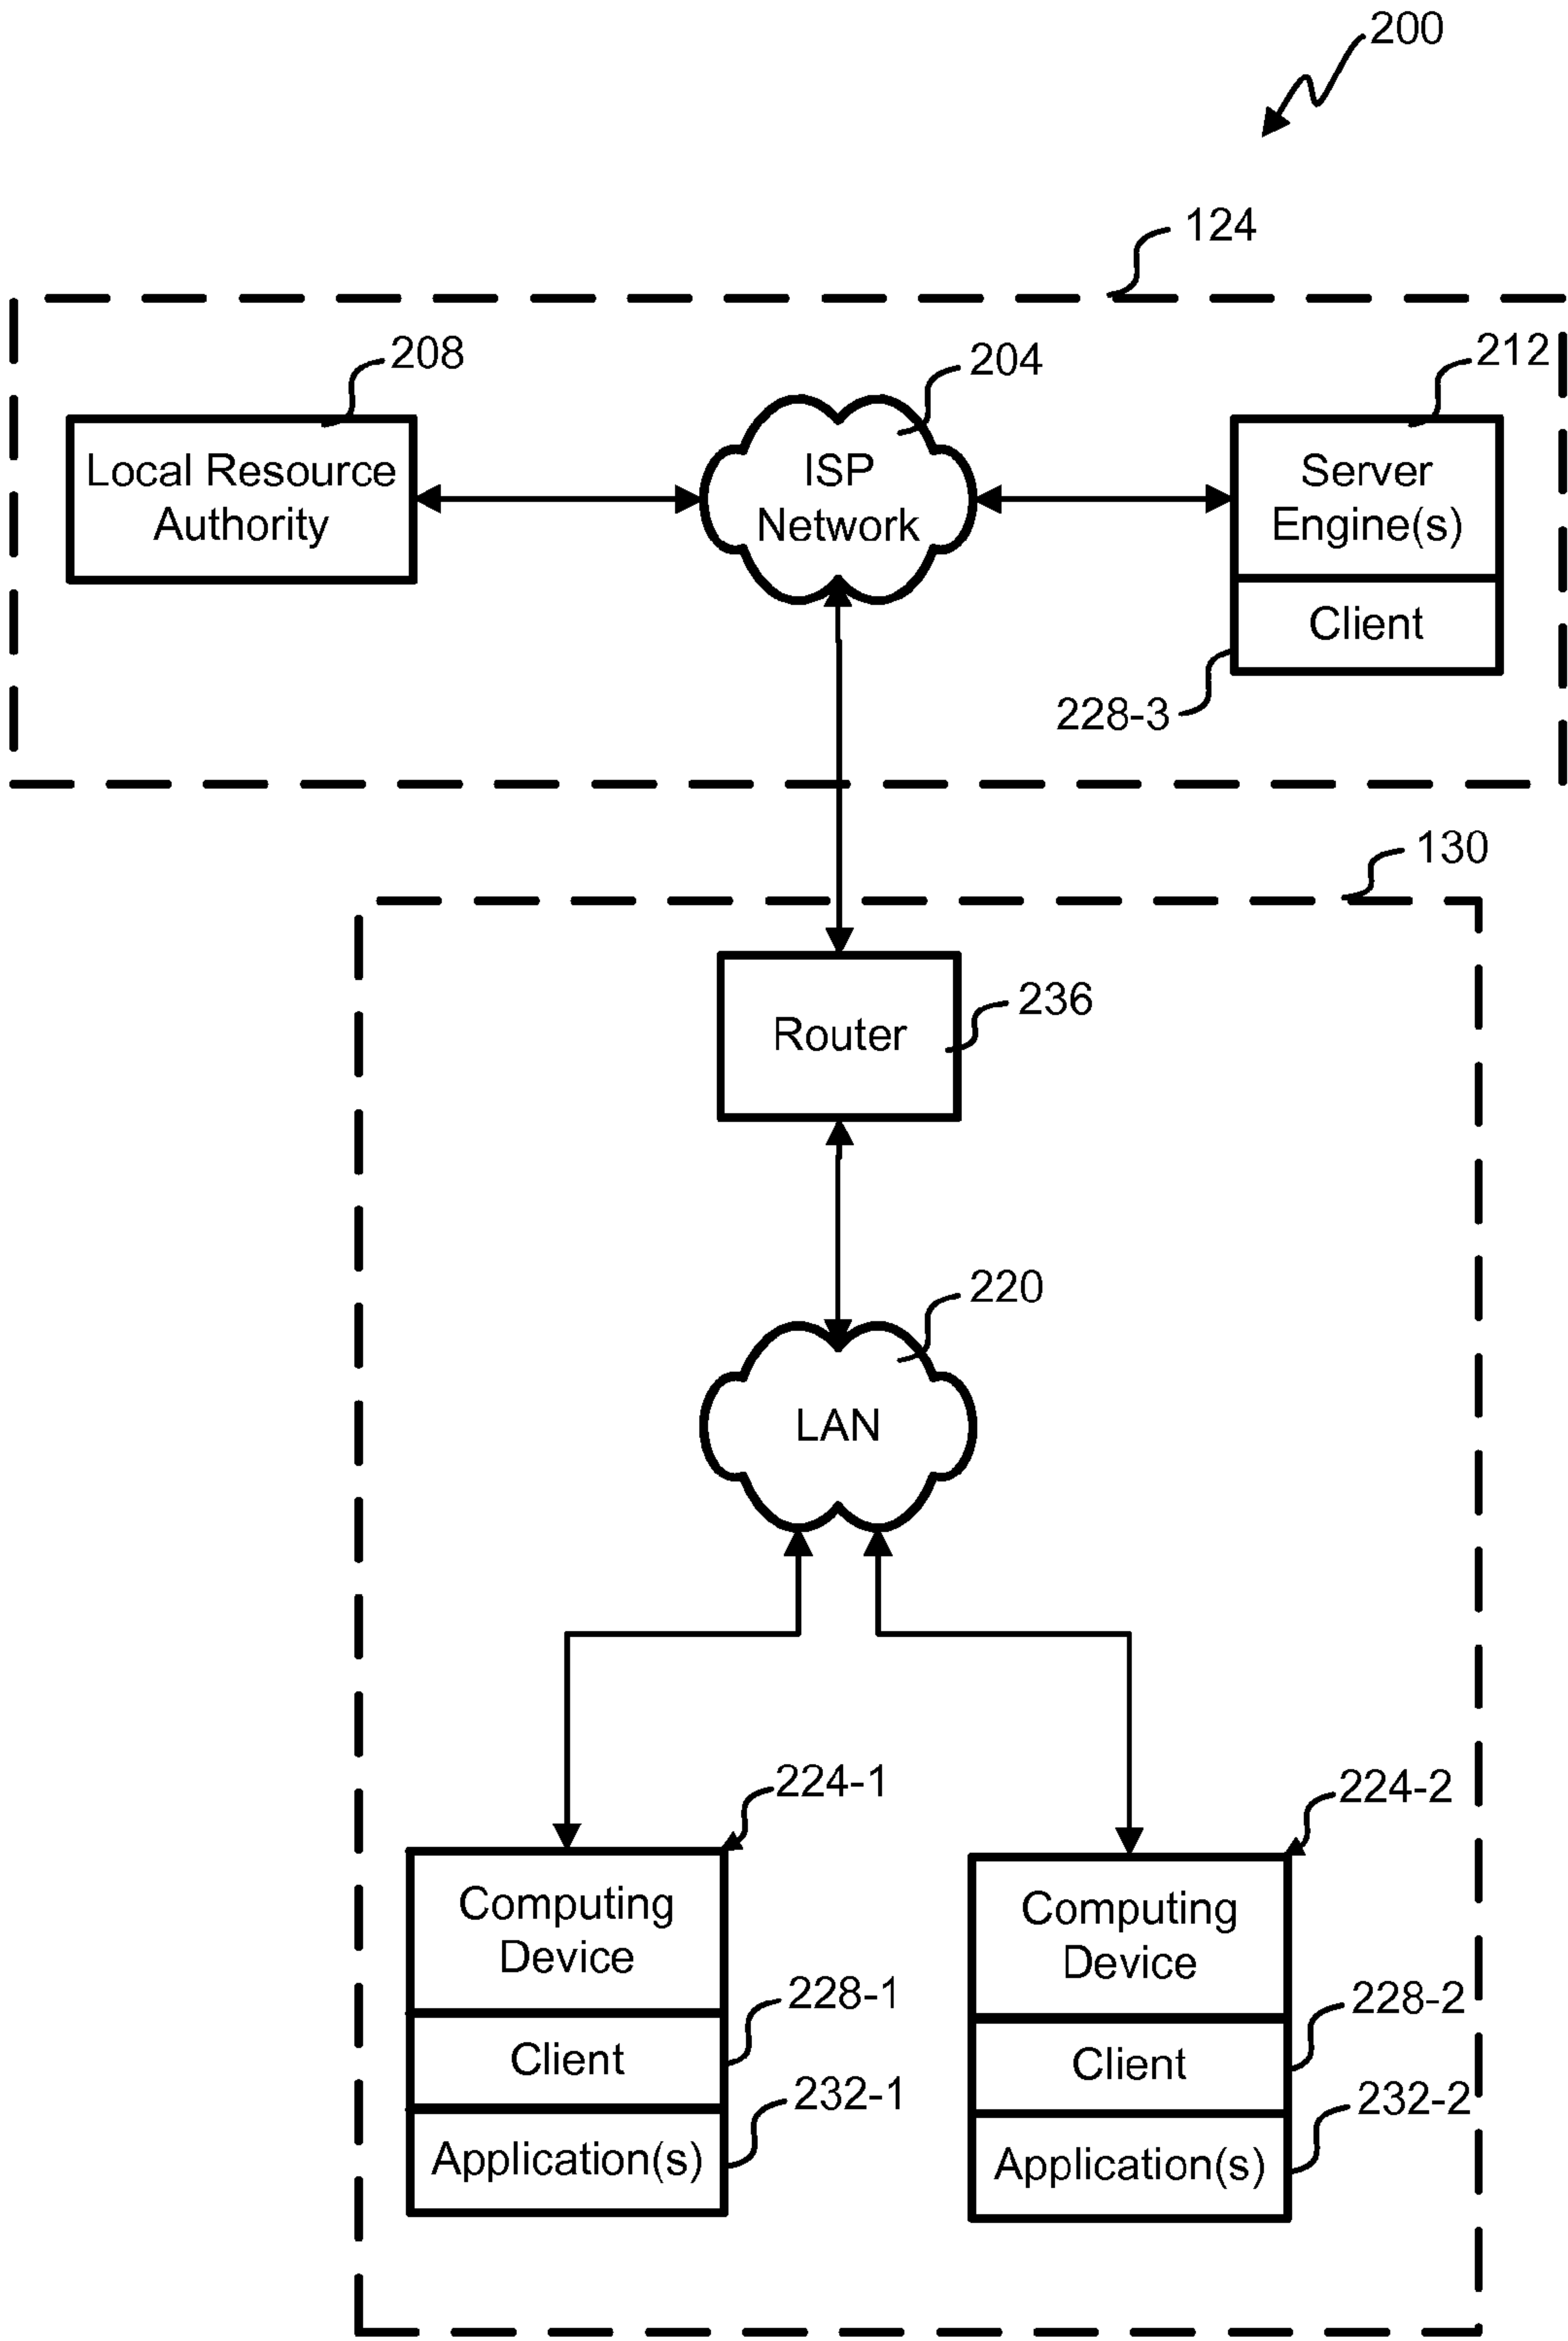 200
124
208
204
212
Local Resource
Authority
ISP
Network
Server
Engine(s)
Client
228-3
130
Router
236
220
LAN
224-1
224-2
Computing
Device
Computing
Device
228-1
228-2
Client
Client
232-1
232-2
Application(s)
Application(s)